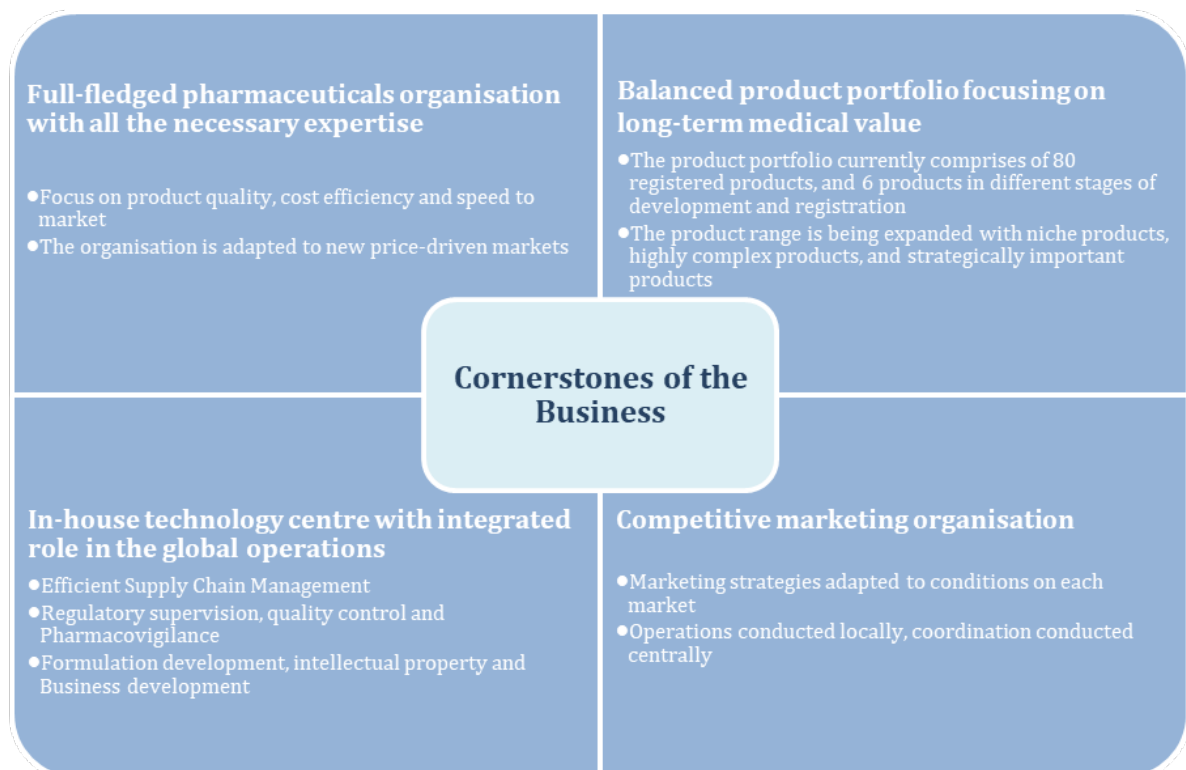 Full-fledged pharmaceuticals organisation
with all the necessary expertise
●Focus on product quality, cost efficiency and speed to
market
●The organisation is adapted to new price-driven markets
Balanced product portfolio focusing on
long-term medical value
●The product portfolio currently comprises of 80
registered products, and 6 products in different stages of
development and registration
●The product range is being expanded with niche products,
highly complex products, and strategically important
products
Cornerstones of the
Business
In-house technology centre with integrated
role in the global operations
●Efficient Supply Chain Management
●Regulatory supervision, quality control and
Pharmacovigilance
●Formulation development, intellectual property and
Business development
Competitive marketing organisation
●Marketing strategies adapted to conditions on each
market
●Operations conducted locally, coordination conducted
centrally